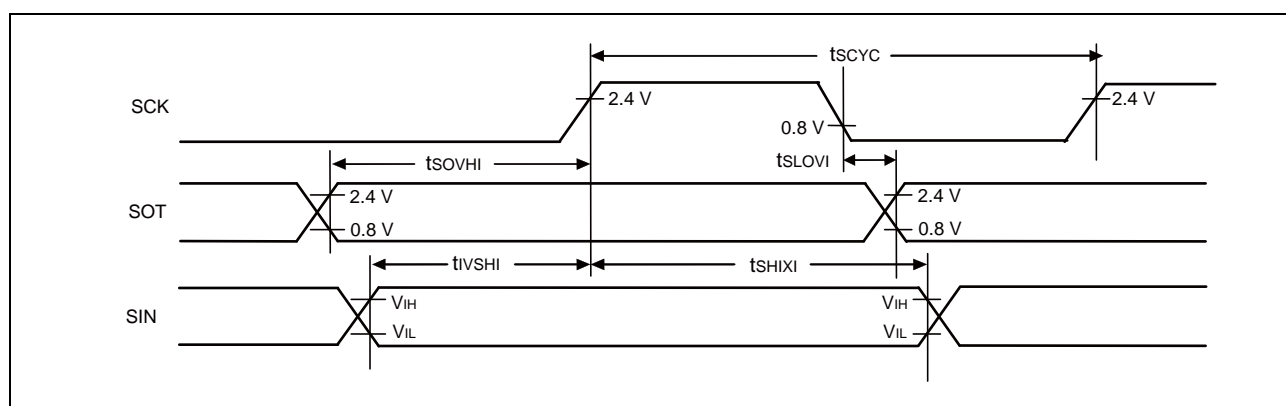 tSCYC
SCK
2.4 V
0.8 V
2.4 V
tSOVHI
tSLOVI
SOT
2.4 V
0.8 V
2.4 V
0.8 V
tIVSHI
tSHIXI
SIN
VIH
VIL
VIH
VIL